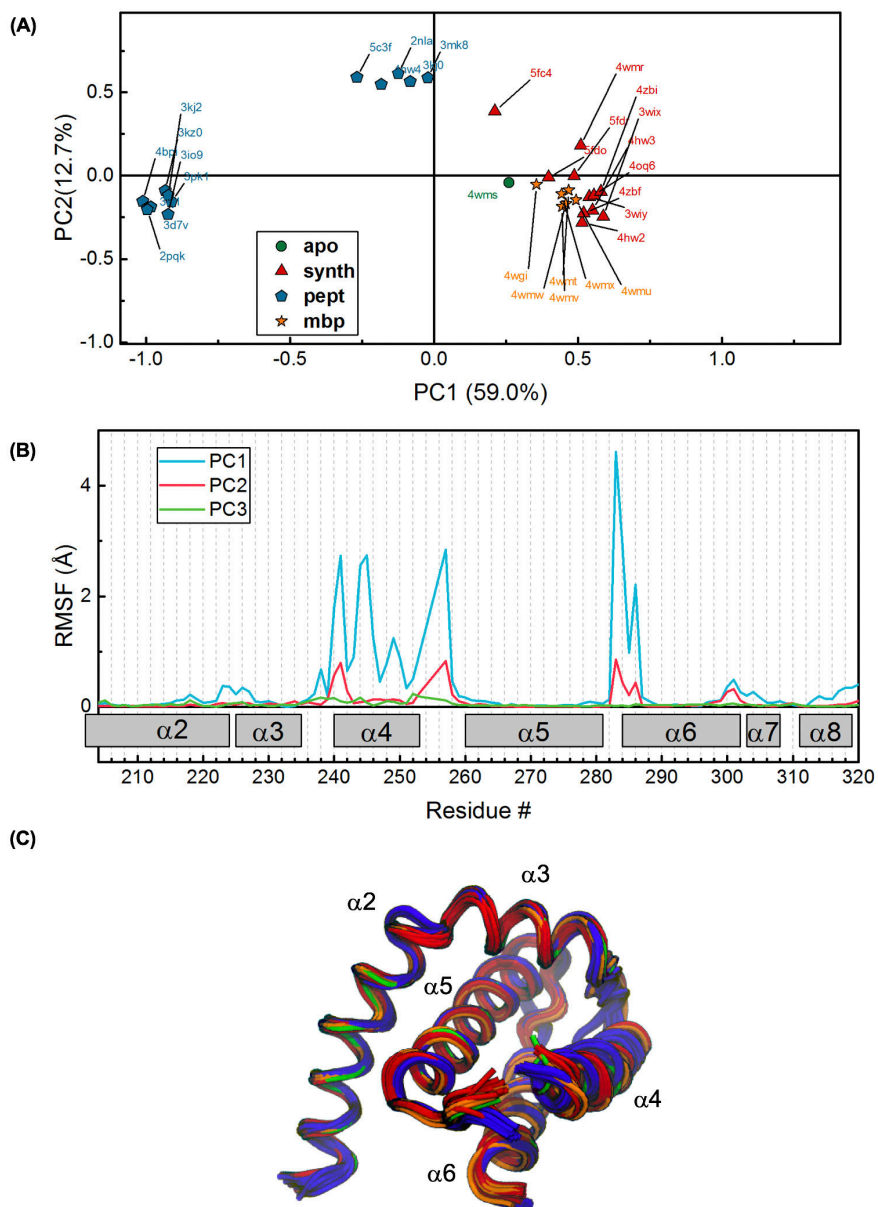 (A)
PC2(12.7%)
0.5
0.0
-0.5
-1.0
5c3f
2nla
3mk8
5fc4
4wmr
4zbi
3wix
5fdr
4hw3
5fdo
4oq6
4zbf
3wiy
4hw2
4wms
3kj2
3kz0
4bpi
3io9
3pk1
3d7v
2pqk
4wgi
4wmw
4wmt
4wmv
4wmx
4wmu
apo
synth
pept
mbp
-1.0
-0.5
0.0
0.5
1.0
PC1 (59.0%)
(B)
RMSF (Å)
4
2
0
PC1
PC2
PC3
α2
α3
α4
α5
α6
α7
α8
210
220
230
240
250
260
270
280
290
300
310
320
Residue #
(C)
α2
α3
α5
α4
α6